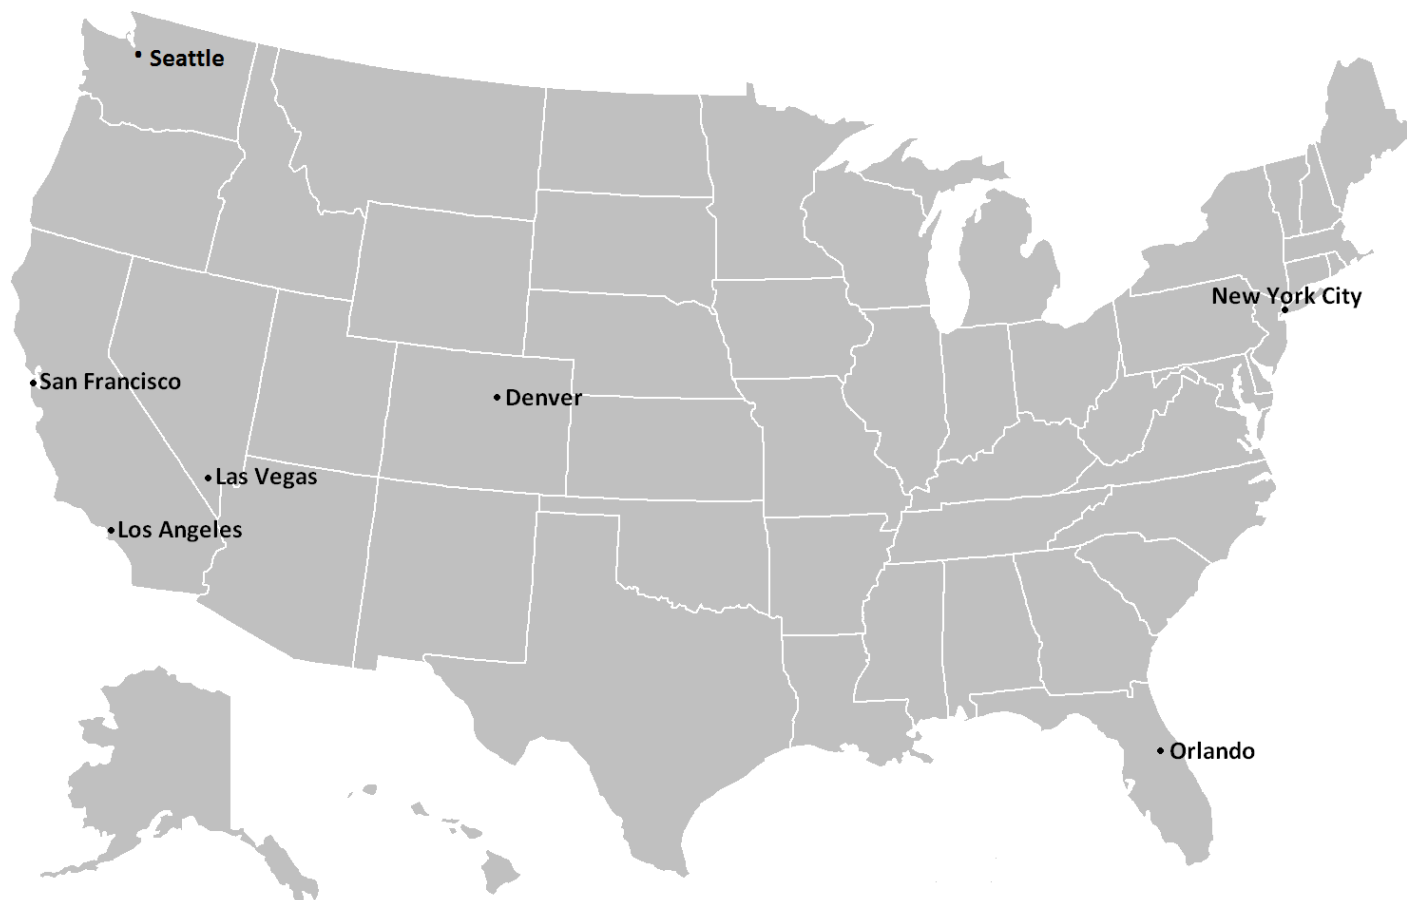 Seattle
New York City
San Francisco
Denver
Las Vegas
Los Angeles
Orlando